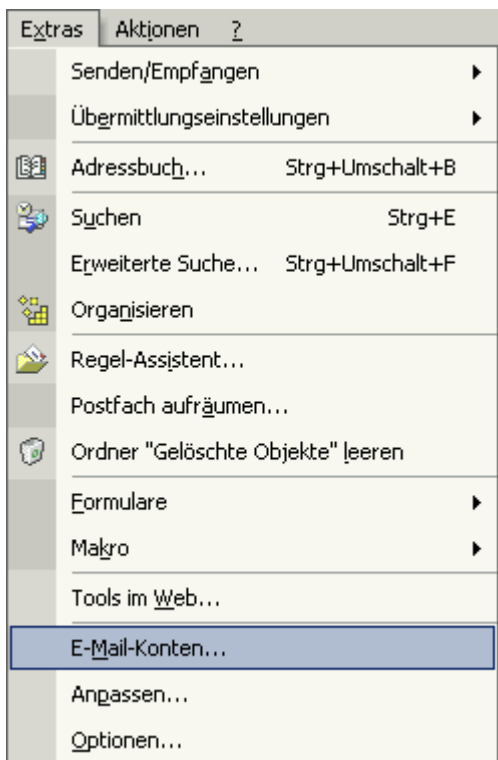 Extras Aktionen ?
Senden/Empfangen
Übermittlungseinstellungen
Adressbuch... Strg+Umschalt+B
Suchen Strg+E
Erweiterte Suche... Strg+Umschalt+F
Organisieren
Regel-Assistent...
Postfach aufräumen...
Ordner "Gelöschte Objekte" leeren
Formulare
Makro
Tools im Web...
E-Mail-Konten...
Anpassen...
Optionen...